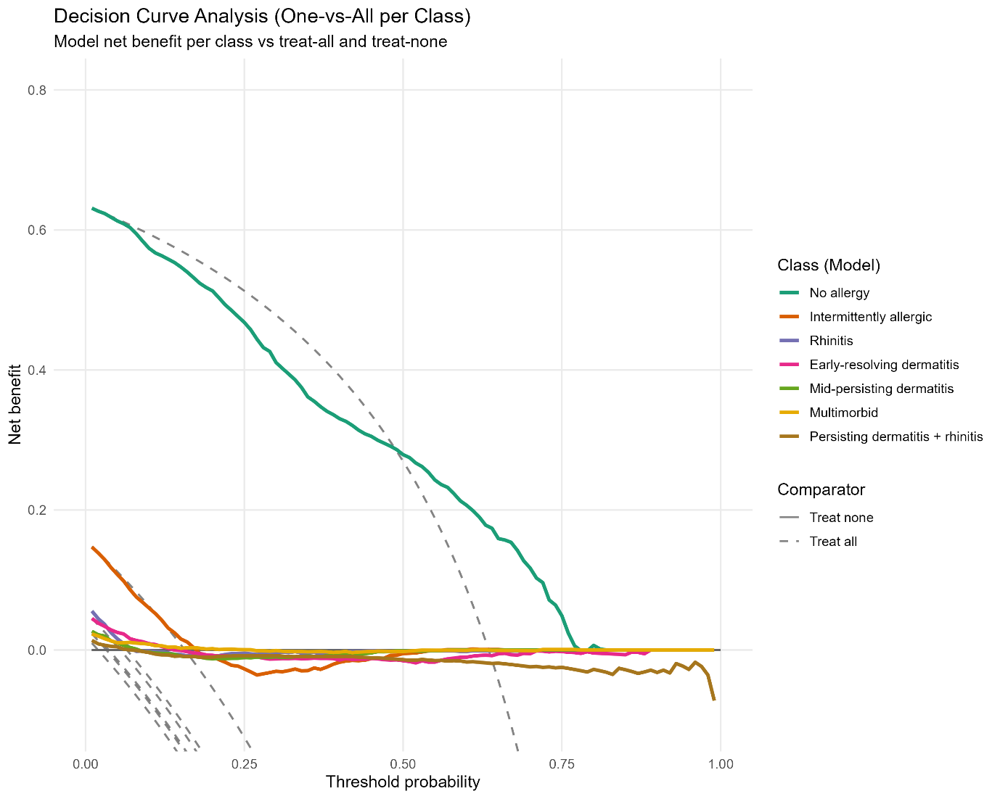 Decision Curve Analysis (One-vs-All per Class)
Model net benefit per class vs treat-all and treat-none
0.8
0.6
0.4
0.2
0.0
Net benefit
0.00
0.25
0.50
0.75
1.00
Threshold probability
Class (Model)
No allergy
Intermittently allergic
Rhinitis
Early-resolving dermatitis
Mid-persisting dermatitis
Multimorbid
Persisting dermatitis + rhinitis
Comparator
Treat none
Treat all